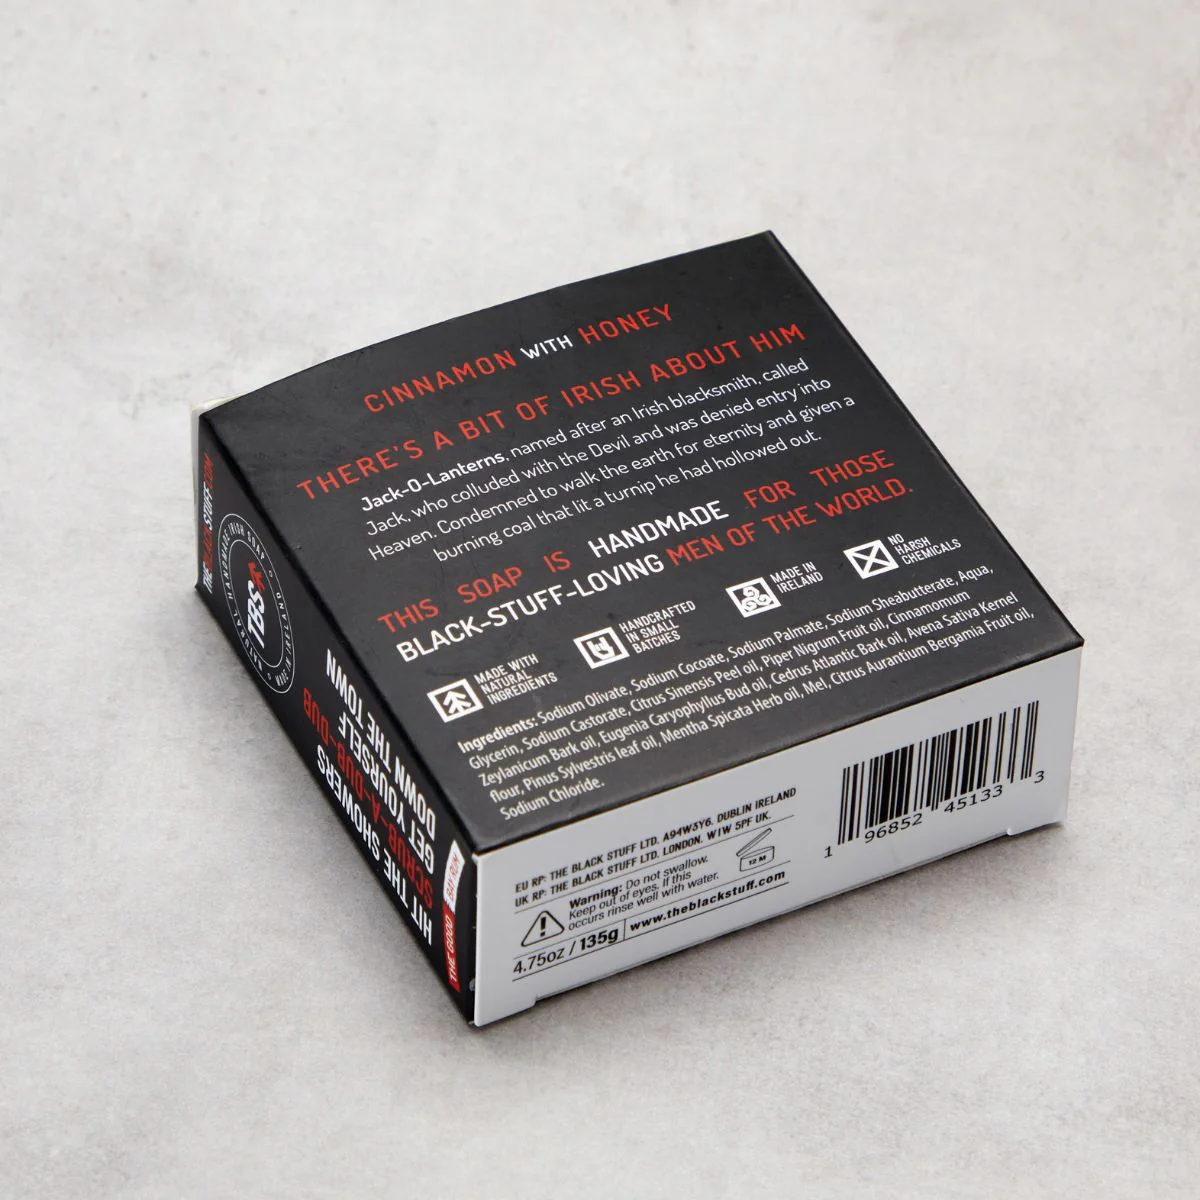 CINNAMON WITH HONEY
THERE'S A BIT OF IRISH ABOUT HIM
Jack-O-Lanterns, named after an Irish blacksmith, called
Jack, who colluded with the Devil and was denied entry into
Heaven. Condemned to walk the earth for eternity and given a
burning coal that lit a turnip he had hollowed out.
THIS SOAP IS HANDMADE FOR THOSE
BLACK-STUFF-LOVING MEN OF THE WORLD.
MADE WITH
NATURAL
INGREDIENTS
HANDCRAFTED
IN SMALL
BATCHES
MADE IN
IRELAND
NO
HARSH
CHEMICALS
Ingredients: Sodium Olivate, Sodium Cocoate, Sodium Palmate, Sodium Sheabutterate, Aqua,
Glycerin, Sodium Castorate, Citrus Sinensis Peel oil, Piper Nigrum Fruit oil, Cinnamomum
Zeylanicum Bark oil, Eugenia Caryophyllus Bud oil, Cedrus Atlantic Bark oil, Avena Sativa Kernel
flour, Pinus Sylvestris leaf oil, Mentha Spicata Herb oil, Mel, Citrus Aurantium Bergamia Fruit oil,
Sodium Chloride.
THEBLACKSTUFF.COM
TBS
HIT THE SHOWERS
SCRUB-A-DUB-DUB
GET YOURSELF
DOWN THE TOWN
THE GOOD BAY RUM
EU RP: THE BLACK STUFF LTD. A94W3Y6. DUBLIN IRELAND
UK RP: THE BLACK STUFF LTD. LONDON. W1W 5PF UK.
Warning: Do not swallow.
Keep out of eyes. If this
occurs rinse well with water.
12 M
4.75oz / 135g
www.theblackstuff.com
1 96852 45133 3